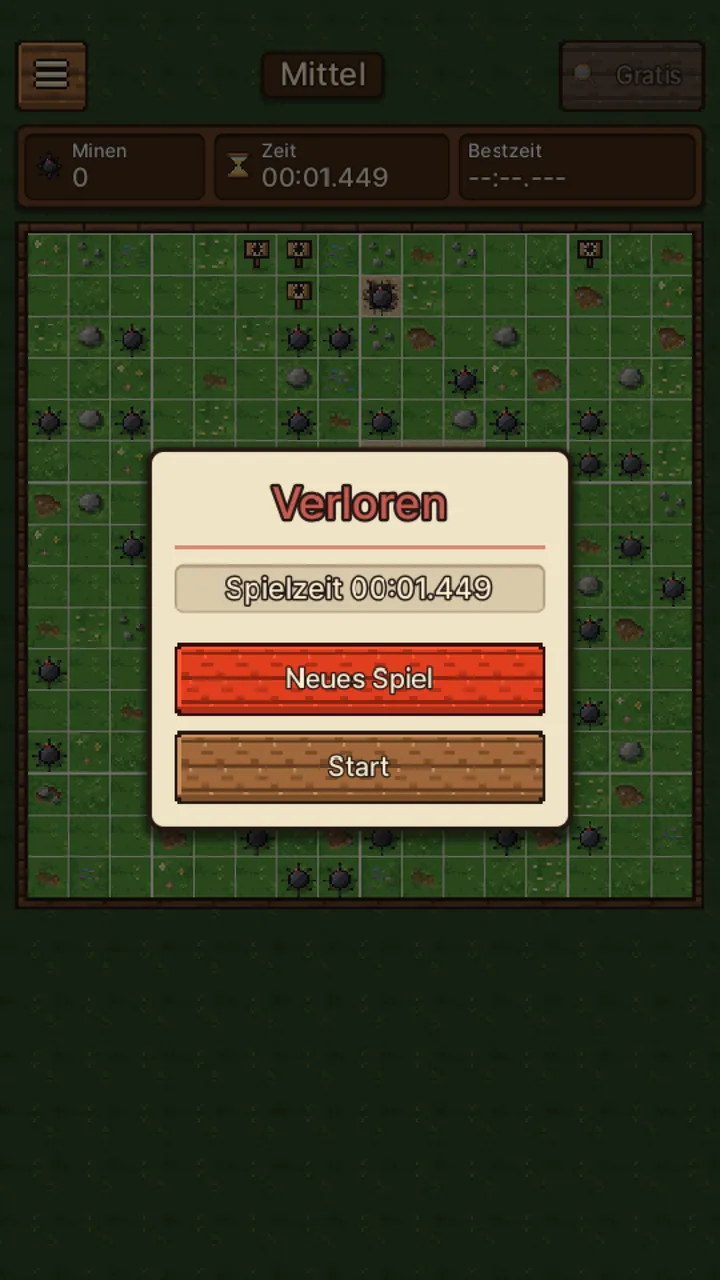 Mittel
Gratis
Minen
0
Zeit
00:01.449
Bestzeit
--:--.---
Verloren
Spielzeit 00:01.449
Neues Spiel
Start